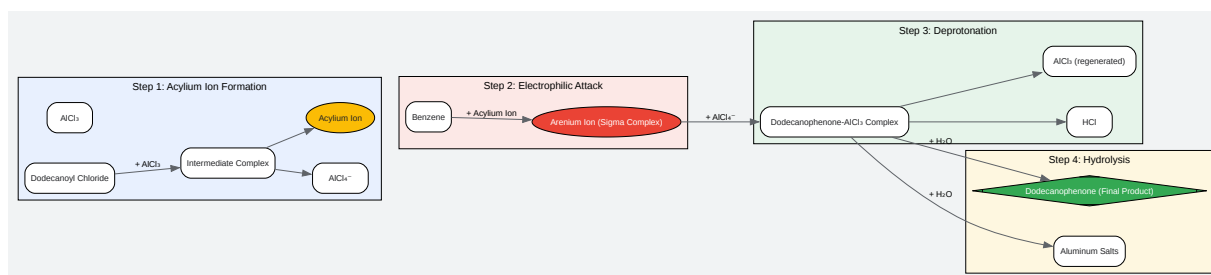 Step 1: Acylium Ion Formation
AlCl₃
Acylium Ion
Dodecanoyl Chloride
+ AlCl₃
Intermediate Complex
AlCl₄⁻
Step 2: Electrophilic Attack
Benzene
+ Acylium Ion
Arenium Ion (Sigma Complex)
+ AlCl₄⁻
Step 3: Deprotonation
AlCl₃ (regenerated)
Dodecanophenone-AlCl₃ Complex
HCl
+ H₂O
Step 4: Hydrolysis
Dodecanophenone (Final Product)
+ H₂O
Aluminum Salts